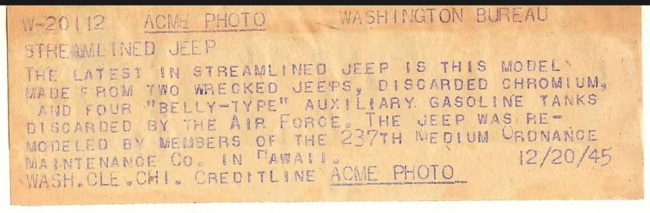 W-20112 ACME PHOTO WASHINGTON BUREAU
STREAMLINED JEEP
THE LATEST IN STREAMLINED JEEP IS THIS MODEL
MADE FROM TWO WRECKED JEEPS, DISCARDED CHROMIUM,
AND FOUR "BELLY-TYPE" AUXILIARY GASOLINE TANKS
DISCARDED BY THE AIR FORCE. THE JEEP WAS RE-
MODELED BY MEMBERS OF THE 237TH MEDIUM ORDNANCE
MAINTENANCE CO. IN HAWAII. 12/20/45
WASH.CLE.CHI. CREDITLINE ACME PHOTO